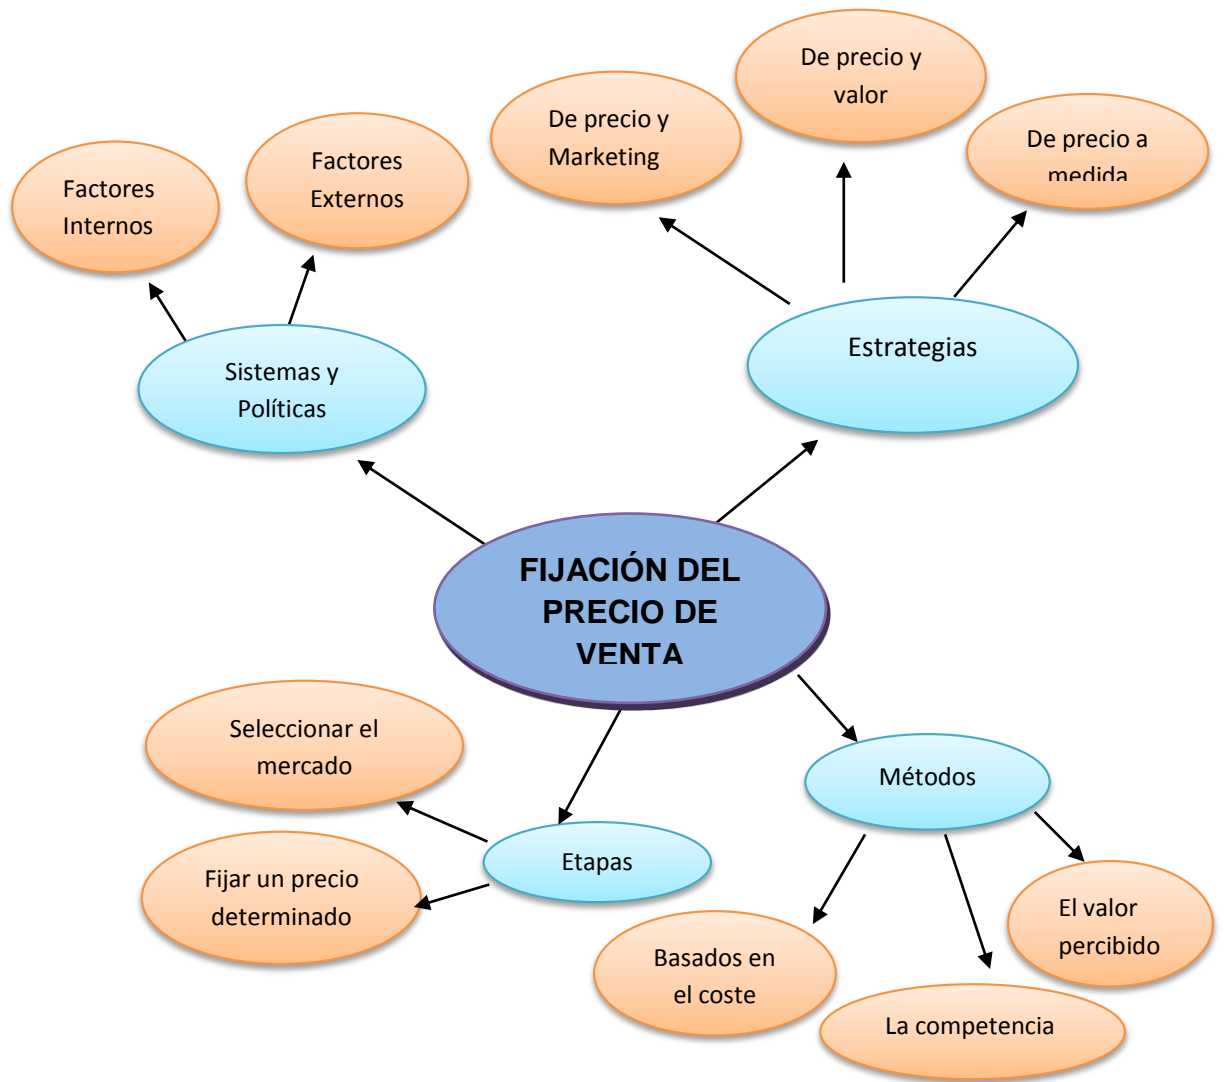 De precio y
valor
De precio y
Marketing
De precio a
medida
Factores
Externos
Factores
Internos
Estrategias
Sistemas y
Políticas
FIJACIÓN DEL
PRECIO DE
VENTA
Seleccionar el
mercado
Métodos
Etapas
Fijar un precio
determinado
El valor
percibido
Basados en
el coste
La competencia